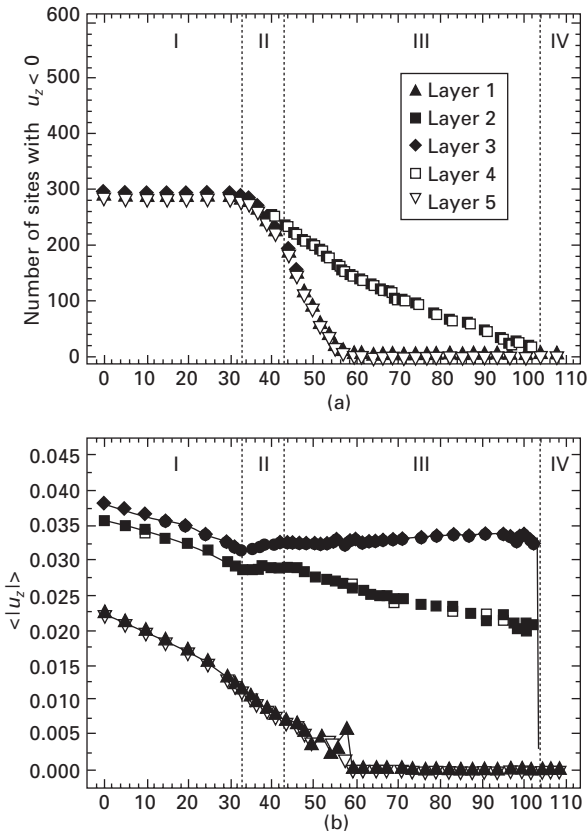 600
500
400
300
200
100
0
Number of sites with u_z < 0
I II III IV
Layer 1
Layer 2
Layer 3
Layer 4
Layer 5
0 10 20 30 40 50 60 70 80 90 100 110
(a)
0.045
0.040
0.035
0.030
0.025
0.020
0.015
0.010
0.005
0.000
<|u_z|>
I II III IV
0 10 20 30 40 50 60 70 80 90 100 110
(b)